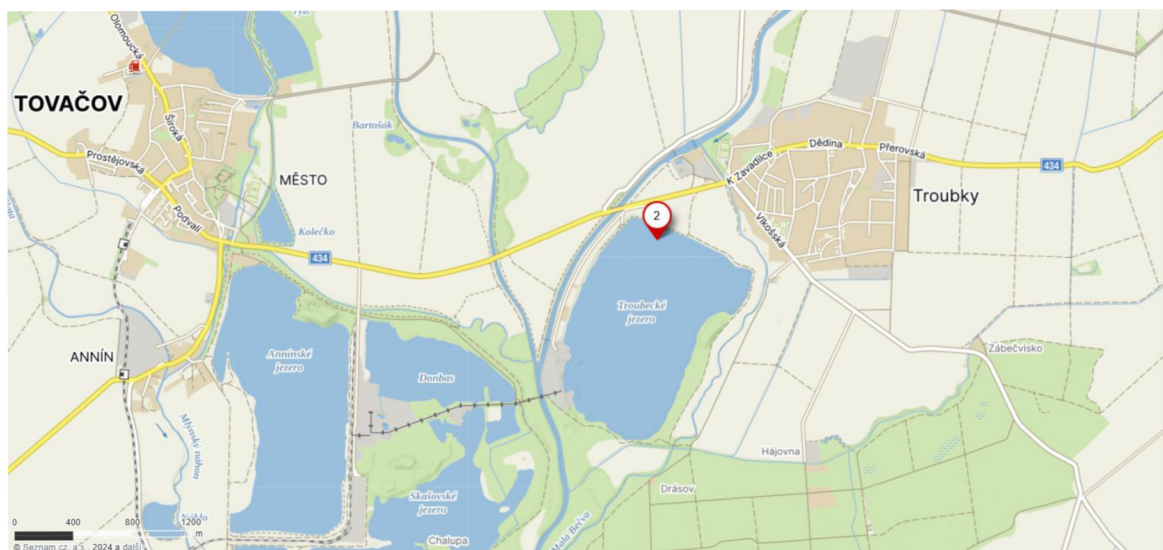 Olomoucká
TOVAČOV
Široká
Prostějovská
Podvalí
MĚSTO
Bartošák
Kolečko
434
K Zavadilce
Dědina
Přerovská
434
Troubky
Vlkošská
2
Troubecké
jezero
ANNÍN
Annínské
jezero
Donbas
Zábečvisko
Mlýnský náhon
Hájovna
Skašovské
jezero
Drásov
Chalupa
Malá Bečva
Náklo
0 400 800 1200
m
© Seznam.cz, a.s., 2024 a další